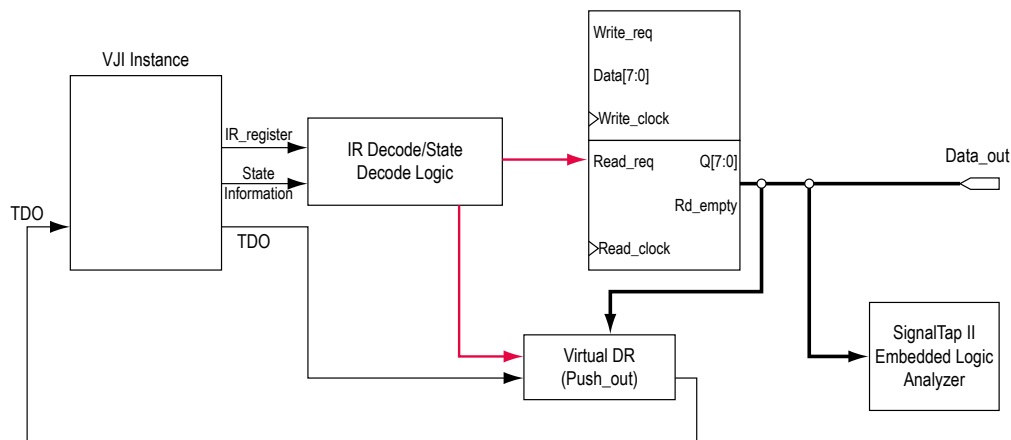 VJI Instance
IR_register
State
Information
TDO
TDO
IR Decode/State
Decode Logic
Write_req
Data[7:0]
Write_clock
Read_req
Q[7:0]
Rd_empty
Read_clock
Data_out
Virtual DR
(Push_out)
SignalTap II
Embedded Logic
Analyzer